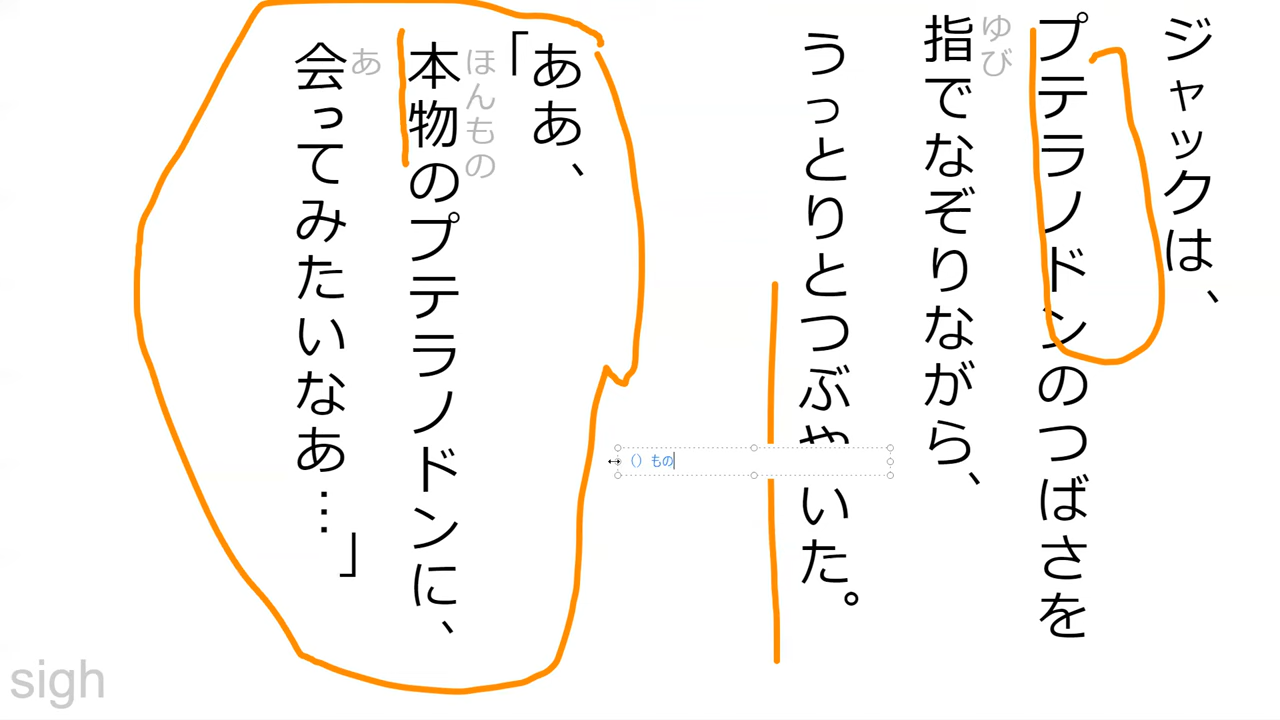 ジャックは、
プテラノドンのつばさを
ゆび
指でなぞりながら、
うっとりとつぶやいた。
「ああ、
ほんもの
本物のプテラノドンに、
あ
会ってみたいなあ…」
（）もの
sigh